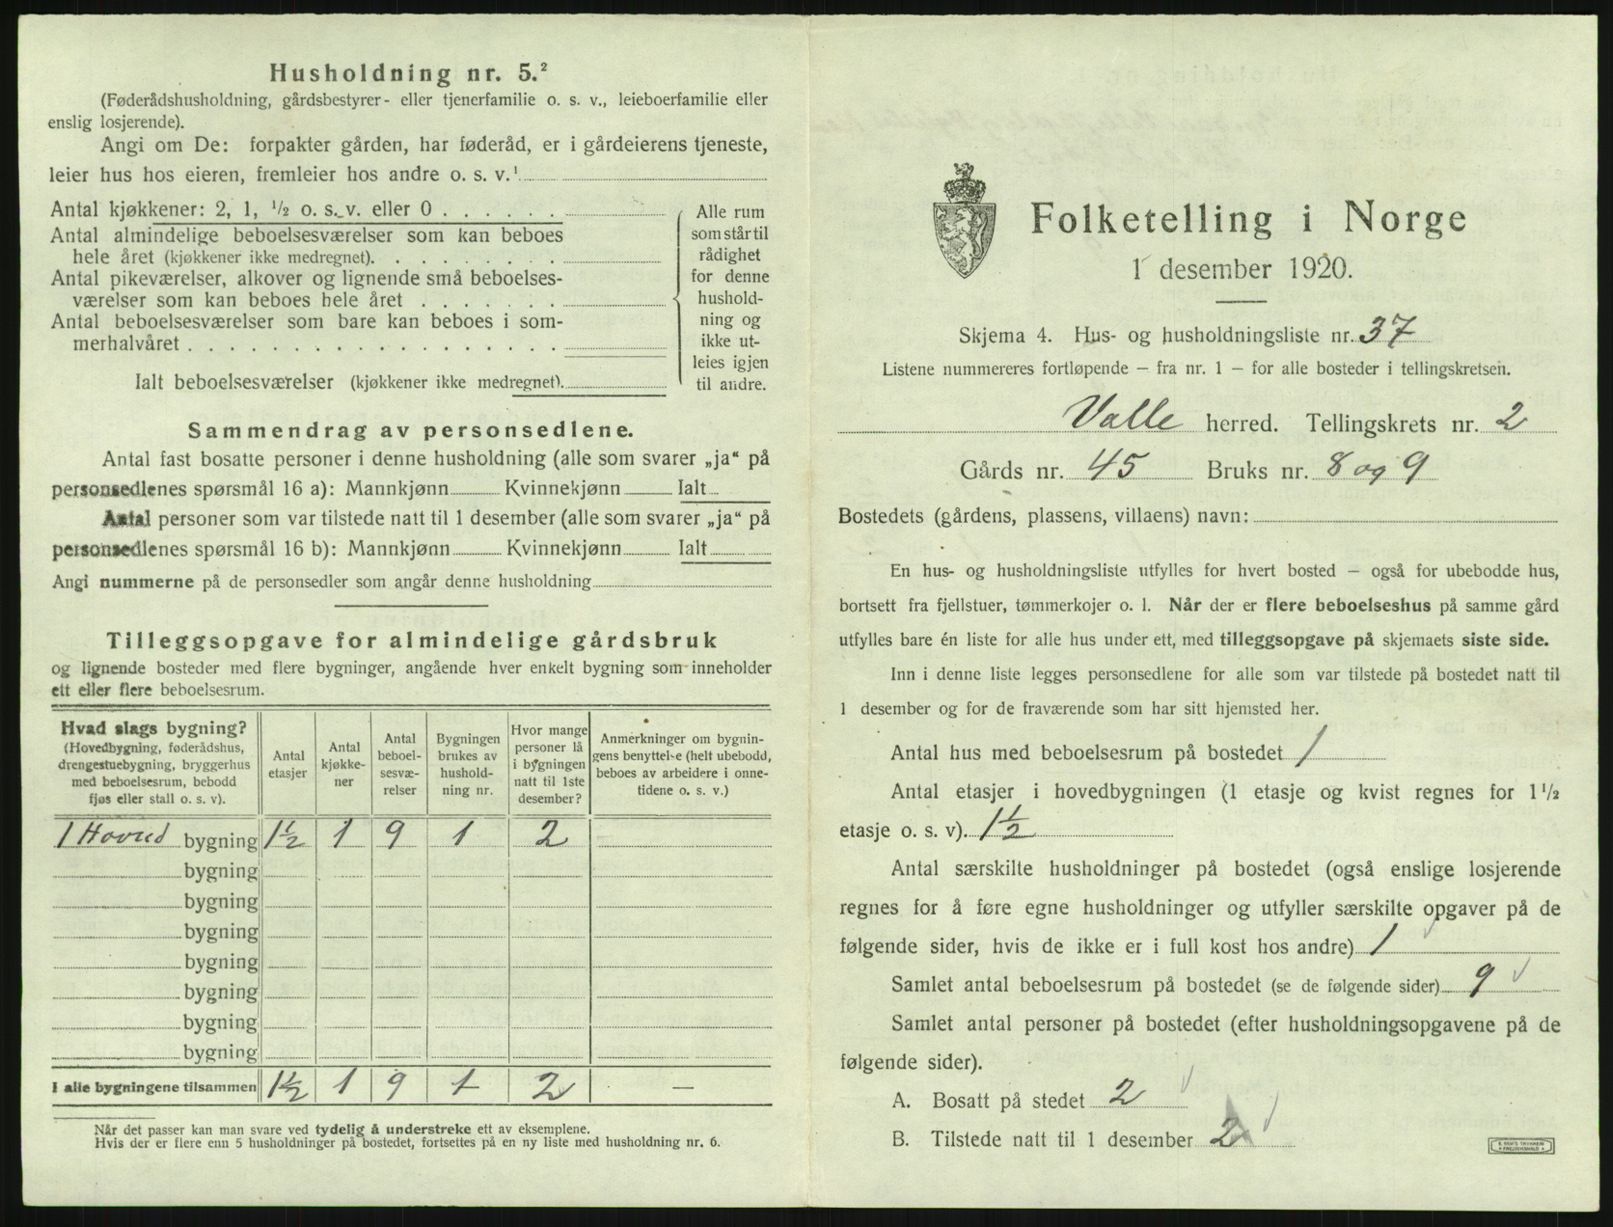 Husholdning nr. 5.²
(Føderådshusholdning, gårdsbestyrer- eller tjenerfamilie o. s. v., leieboerfamilie eller
enslig losjerende).
Angi om De: forpakter gården, har føderåd, er i gårdeierens tjeneste,
leier hus hos eieren, fremleier hos andre o. s. v.¹
Antal kjøkkener: 2, 1, ½ o. s. v. eller 0 . . . . . .
Antal almindelige beboelsesværelser som kan beboes
hele året (kjøkkener ikke medregnet). . . . . . . . .
Antal pikeværelser, alkover og lignende små beboelses-
værelser som kan beboes hele året . . . . . . .
Antal beboelsesværelser som bare kan beboes i som-
merhalvåret . . . . . . . . . . . . . . . . . .
Ialt beboelsesværelser (kjøkkener ikke medregnet).
Alle rum
som står til
rådighet
for denne
hushold-
ning og
ikke ut-
leies igjen
til andre.
Sammendrag av personsedlene.
Antal fast bosatte personer i denne husholdning (alle som svarer „ja“ på
personsedlenes spørsmål 16 a): Mannkjønn Kvinnekjønn Ialt
Antal personer som var tilstede natt til 1 desember (alle som svarer „ja“ på
personsedlenes spørsmål 16 b): Mannkjønn Kvinnekjønn Ialt
Angi nummerne på de personsedler som angår denne husholdning
Tilleggsopgave for almindelige gårdsbruk
og lignende bosteder med flere bygninger, angående hver enkelt bygning som inneholder
ett eller flere beboelsesrum.
Hvad slags bygning?
(Hovedbygning, føderådshus,
drengestuebygning, bryggerhus
med beboelsesrum, bebodd
fjøs eller stall o. s. v.).
Antal
etasjer
Antal
kjøkke-
ner
Antal
beboel-
sesvæ-
relser
Bygningen
brukes av
hushold-
ning nr.
Hvor mange
personer lå
i bygningen
natt til 1ste
desember?
Anmerkninger om bygnin-
gens benyttelse (helt ubebodd,
beboes av arbeidere i onne-
tidene o. s. v.)
1 Hoved bygning 1½ 1 9 1 2
bygning
bygning
bygning
bygning
bygning
bygning
bygning
I alle bygningene tilsammen 1½ 1 9 1 2 —
Når det passer kan man svare ved tydelig å understreke ett av eksemplene.
Hvis der er flere enn 5 husholdninger på bostedet, fortsettes på en ny liste med husholdning nr. 6.
Folketelling i Norge
1 desember 1920.
Skjema 4. Hus- og husholdningsliste nr. 37
Listene nummereres fortløpende – fra nr. 1 – for alle bosteder i tellingskretsen.
Valle herred. Tellingskrets nr. 2
Gårds nr. 45 Bruks nr. 8 og 9
Bostedets (gårdens, plassens, villaens) navn:
En hus- og husholdningsliste utfylles for hvert bosted – også for ubebodde hus,
bortsett fra fjellstuer, tømmerkojer o. l. Når der er flere beboelseshus på samme gård
utfylles bare én liste for alle hus under ett, med tilleggsopgave på skjemaets siste side.
Inn i denne liste legges personsedlene for alle som var tilstede på bostedet natt til
1 desember og for de fraværende som har sitt hjemsted her.
Antal hus med beboelsesrum på bostedet 1
Antal etasjer i hovedbygningen (1 etasje og kvist regnes for 1½
etasje o. s. v). 1½
Antal særskilte husholdninger på bostedet (også enslige losjerende
regnes for å føre egne husholdninger og utfyller særskilte opgaver på de
følgende sider, hvis de ikke er i full kost hos andre) 1
Samlet antal beboelsesrum på bostedet (se de følgende sider) 9
Samlet antal personer på bostedet (efter husholdningsopgavene på de
følgende sider).
A. Bosatt på stedet 2
B. Tilstede natt til 1 desember 2